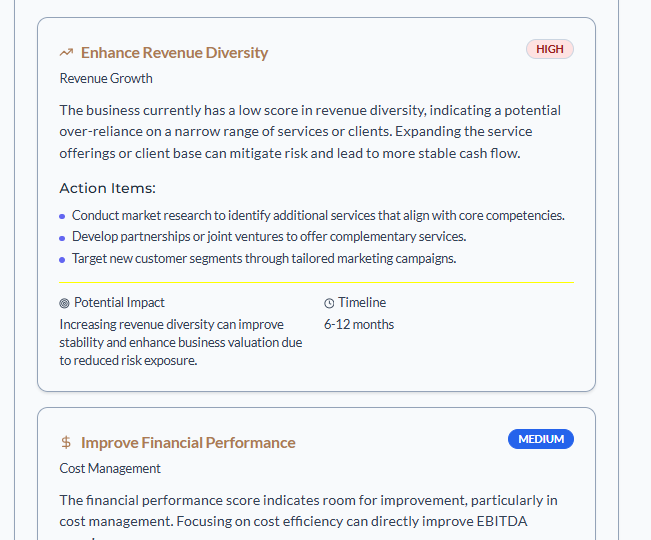 Enhance Revenue Diversity
HIGH
Revenue Growth
The business currently has a low score in revenue diversity, indicating a potential
over-reliance on a narrow range of services or clients. Expanding the service
offerings or client base can mitigate risk and lead to more stable cash flow.
Action Items:
Conduct market research to identify additional services that align with core competencies.
Develop partnerships or joint ventures to offer complementary services.
Target new customer segments through tailored marketing campaigns.
Potential Impact
Increasing revenue diversity can improve
stability and enhance business valuation due
to reduced risk exposure.
Timeline
6-12 months
Improve Financial Performance
MEDIUM
Cost Management
The financial performance score indicates room for improvement, particularly in
cost management. Focusing on cost efficiency can directly improve EBITDA